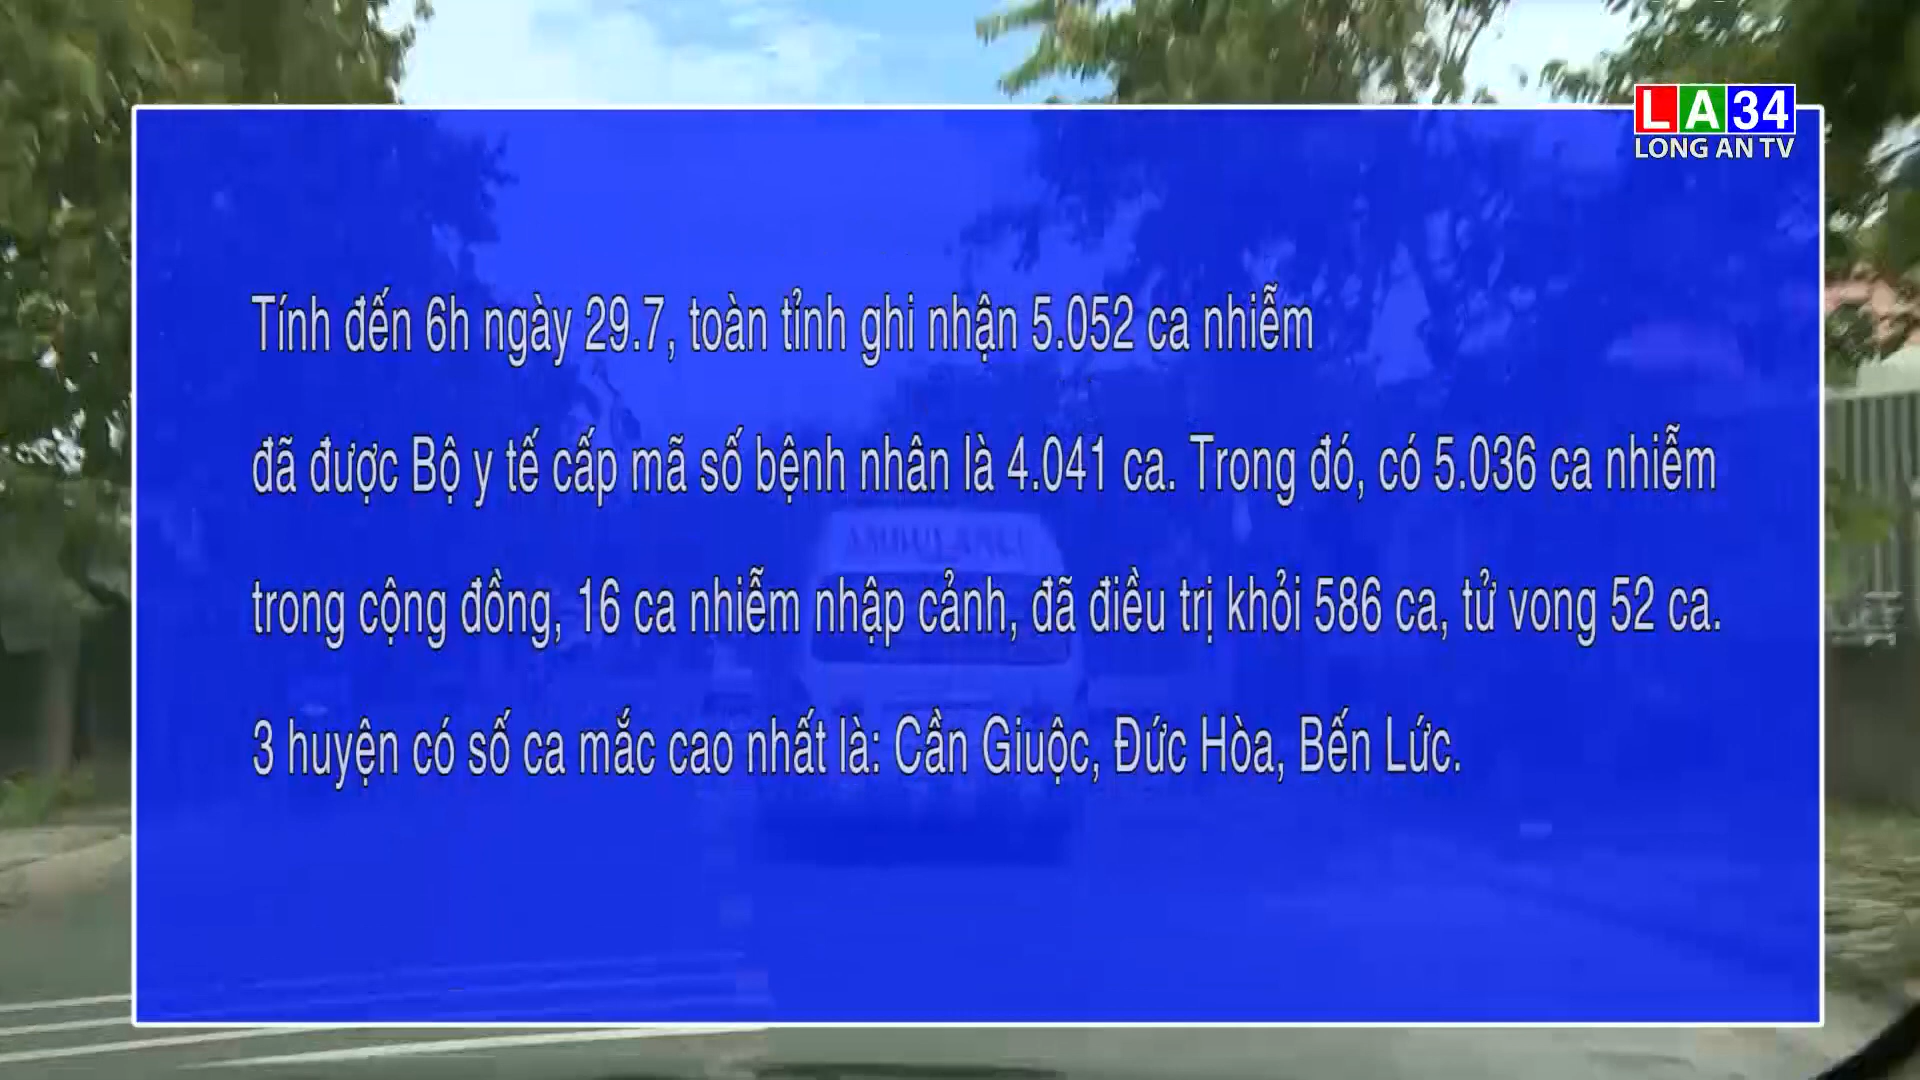 LA34
LONG AN TV
Tính đến 6h ngày 29.7, toàn tỉnh ghi nhận 5.052 ca nhiễm
đã được Bộ y tế cấp mã số bệnh nhân là 4.041 ca. Trong đó, có 5.036 ca nhiễm
trong cộng đồng, 16 ca nhiễm nhập cảnh, đã điều trị khỏi 586 ca, tử vong 52 ca.
3 huyện có số ca mắc cao nhất là: Cần Giuộc, Đức Hòa, Bến Lức.
AMBULANCE